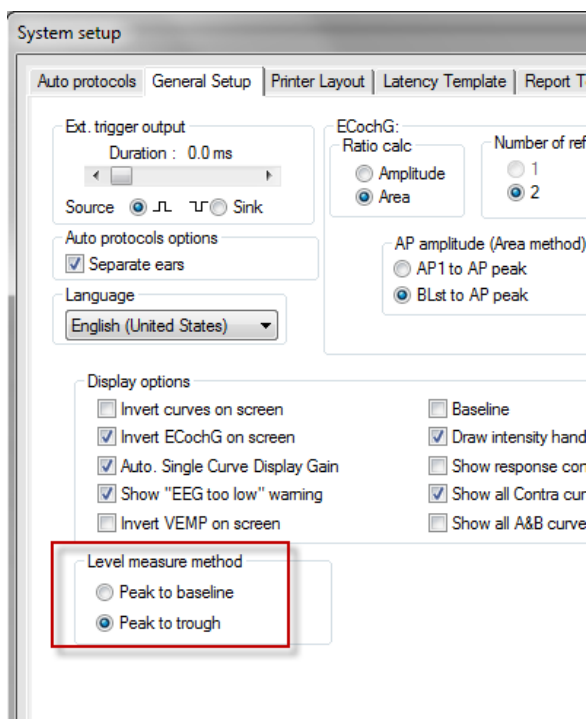 System setup
Auto protocols General Setup Printer Layout Latency Template Report T
Ext. trigger output
Duration : 0.0 ms
Source Sink
Auto protocols options
Separate ears
Language
English (United States)
ECochG:
Ratio calc
Amplitude
Area
Number of ref
1
2
AP amplitude (Area method)
AP1 to AP peak
BLst to AP peak
Display options
Invert curves on screen
Invert ECochG on screen
Auto. Single Curve Display Gain
Show "EEG too low" warning
Invert VEMP on screen
Baseline
Draw intensity hand
Show response con
Show all Contra cur
Show all A&B curve
Level measure method
Peak to baseline
Peak to trough